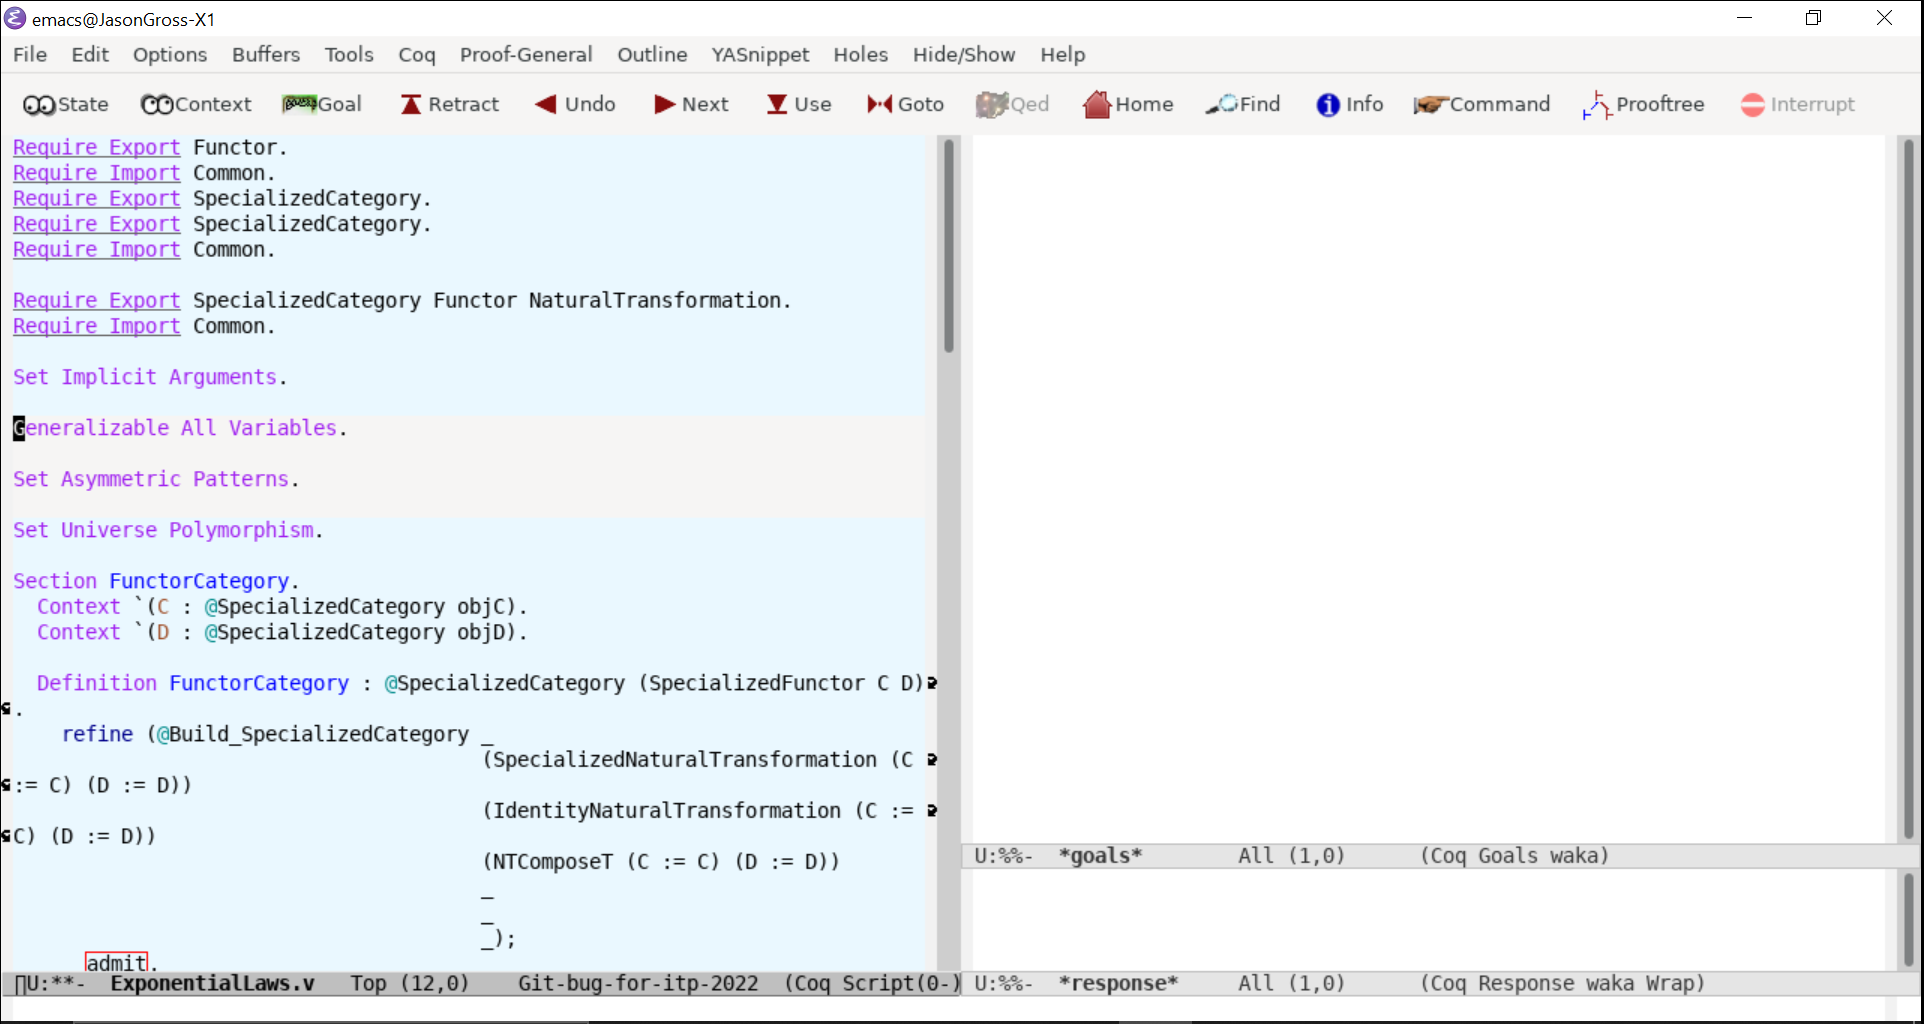 emacs@JasonGross-X1
File Edit Options Buffers Tools Coq Proof-General Outline YASnippet Holes Hide/Show Help
State Context Goal Retract Undo Next Use Goto Qed Home Find Info Command Prooftree Interrupt
Require Export Functor.
Require Import Common.
Require Export SpecializedCategory.
Require Export SpecializedCategory.
Require Import Common.
Require Export SpecializedCategory Functor NaturalTransformation.
Require Import Common.
Set Implicit Arguments.
Generalizable All Variables.
Set Asymmetric Patterns.
Set Universe Polymorphism.
Section FunctorCategory.
Context `(C : @SpecializedCategory objC).
Context `(D : @SpecializedCategory objD).
Definition FunctorCategory : @SpecializedCategory (SpecializedFunctor C D)
.
refine (@Build_SpecializedCategory _
(SpecializedNaturalTransformation (C
:= C) (D := D))
(IdentityNaturalTransformation (C :=
C) (D := D))
(NTComposeT (C := C) (D := D))
_
_
_);
admit.
U:**-  ExponentialLaws.v   Top (12,0)    Git-bug-for-itp-2022  (Coq Script(0-)
U:%%-  *goals*        All (1,0)      (Coq Goals waka)
U:%%-  *response*     All (1,0)      (Coq Response waka Wrap)